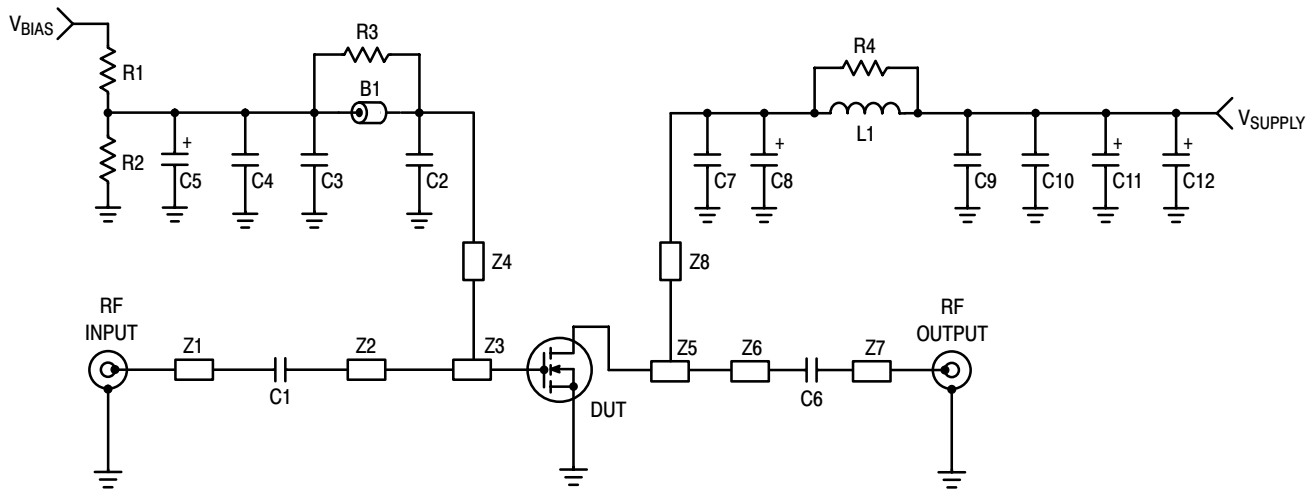 VBIAS
R1
R2
R3
B1
+
C5
C4
C3
C2
Z4
R4
L1
VSUPPLY
C7
+
C8
C9
C10
+
C11
+
C12
Z8
RF
INPUT
Z1
C1
Z2
Z3
DUT
Z5
Z6
C6
Z7
RF
OUTPUT